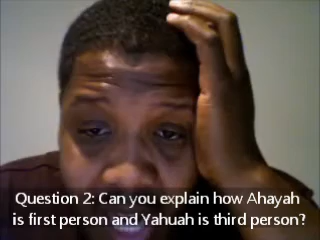 Question 2: Can you explain how Ahayah
is first person and Yahuah is third person?